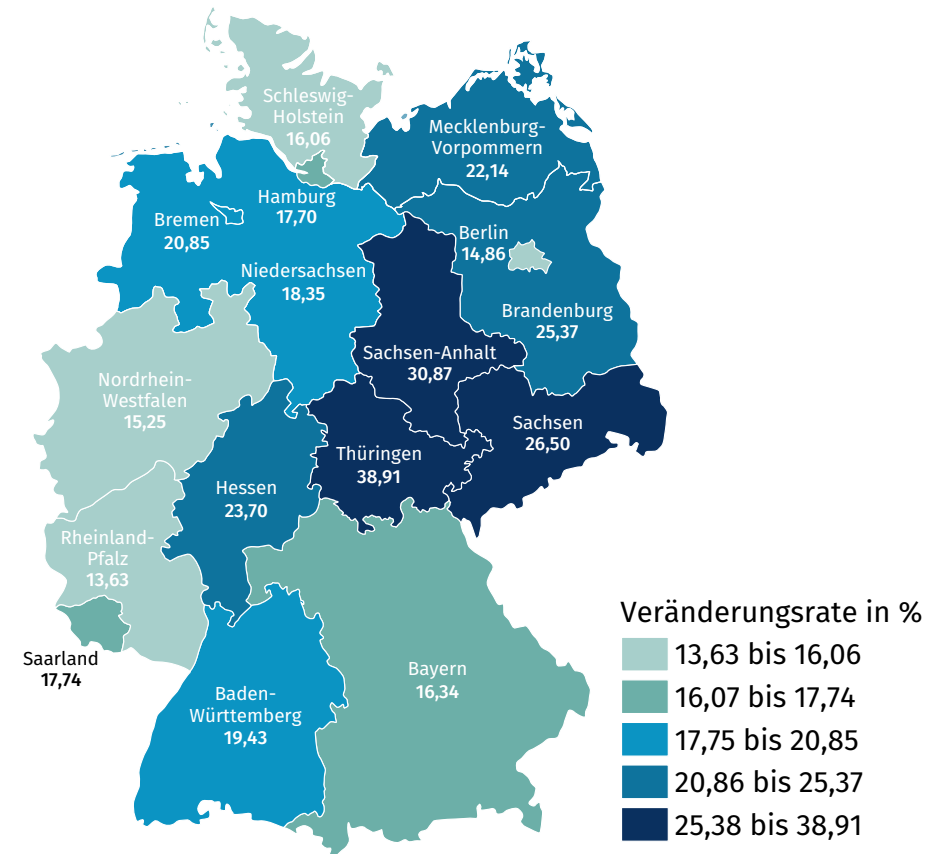 Schleswig-
Holstein
16,06
Mecklenburg-
Vorpommern
22,14
Hamburg
17,70
Bremen
20,85
Berlin
14,86
Niedersachsen
18,35
Brandenburg
25,37
Sachsen-Anhalt
30,87
Nordrhein-
Westfalen
15,25
Sachsen
26,50
Thüringen
38,91
Hessen
23,70
Rheinland-
Pfalz
13,63
Saarland
17,74
Bayern
16,34
Baden-
Württemberg
19,43
Veränderungsrate in %
13,63 bis 16,06
16,07 bis 17,74
17,75 bis 20,85
20,86 bis 25,37
25,38 bis 38,91